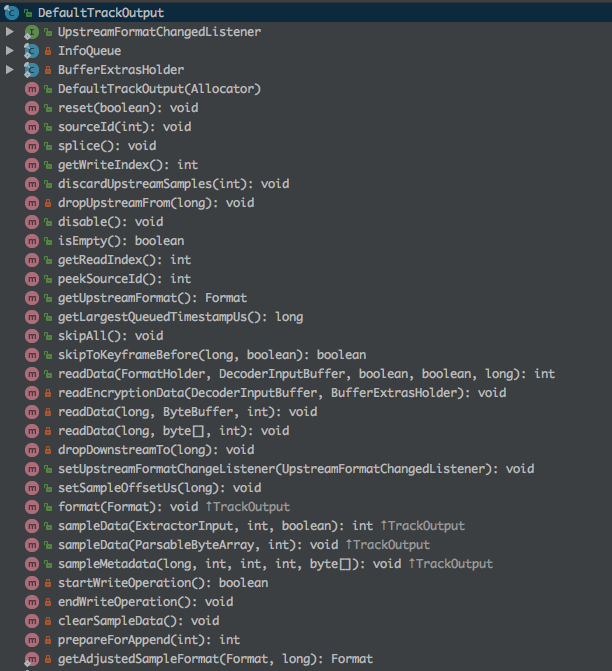 DefaultTrackOutput
UpstreamFormatChangedListener
InfoQueue
BufferExtrasHolder
DefaultTrackOutput(Allocator)
reset(boolean): void
sourceId(int): void
splice(): void
getWriteIndex(): int
discardUpstreamSamples(int): void
dropUpstreamFrom(long): void
disable(): void
isEmpty(): boolean
getReadIndex(): int
peekSourceId(): int
getUpstreamFormat(): Format
getLargestQueuedTimestampUs(): long
skipAll(): void
skipToKeyframeBefore(long, boolean): boolean
readData(FormatHolder, DecoderInputBuffer, boolean, boolean, long): int
readEncryptionData(DecoderInputBuffer, BufferExtrasHolder): void
readData(long, ByteBuffer, int): void
readData(long, byte[], int): void
dropDownstreamTo(long): void
setUpstreamFormatChangeListener(UpstreamFormatChangedListener): void
setSampleOffsetUs(long): void
format(Format): void ↑TrackOutput
sampleData(ExtractorInput, int, boolean): int ↑TrackOutput
sampleData(ParsableByteArray, int): void ↑TrackOutput
sampleMetadata(long, int, int, int, byte[]): void ↑TrackOutput
startWriteOperation(): boolean
endWriteOperation(): void
clearSampleData(): void
prepareForAppend(int): int
getAdjustedSampleFormat(Format, long): Format